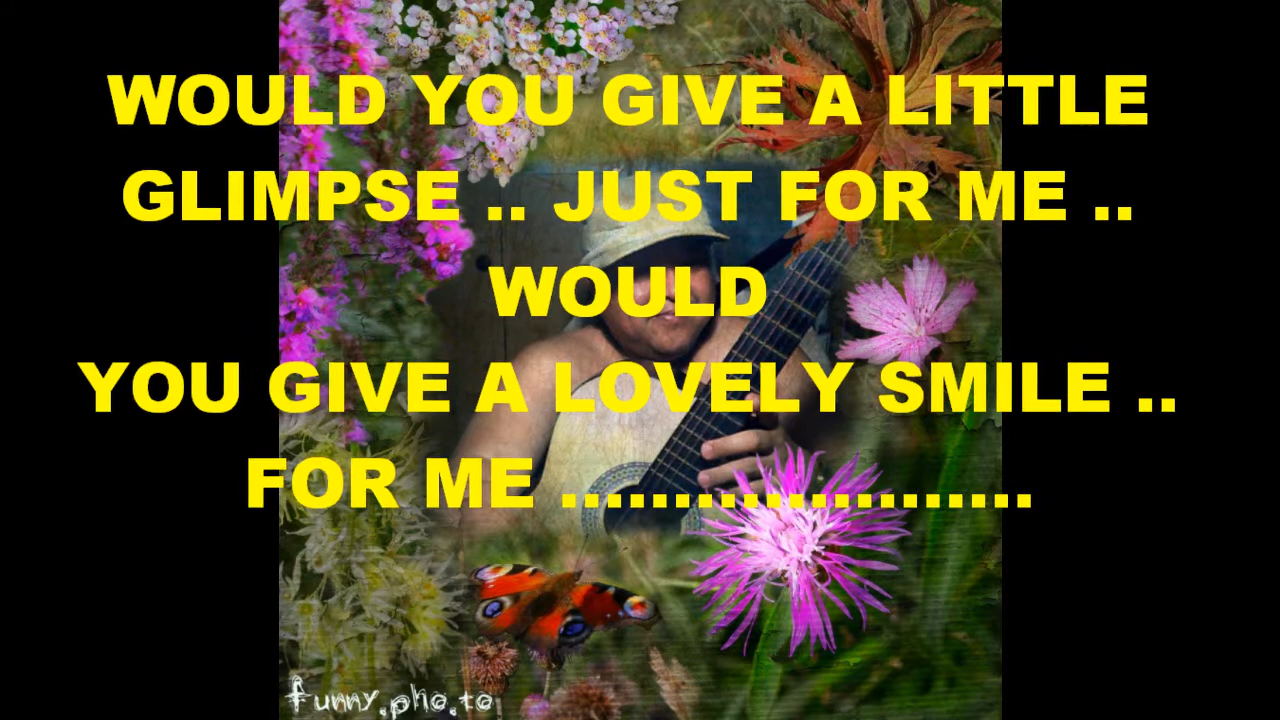 WOULD YOU GIVE A LITTLE
GLIMPSE .. JUST FOR ME ..
WOULD
YOU GIVE A LOVELY SMILE ..
FOR ME .....................
funny.pho.to